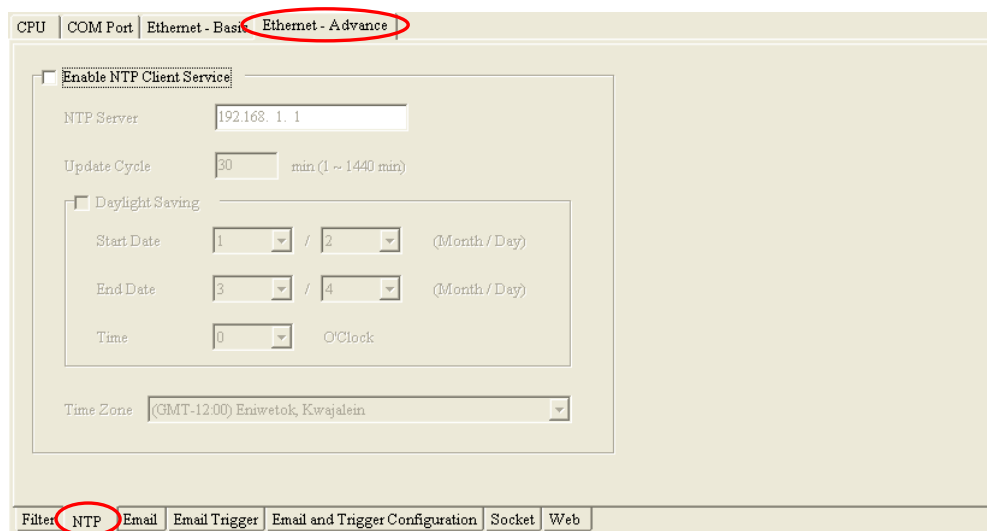 CPU COM Port Ethernet - Basic Ethernet - Advance
Enable NTP Client Service
NTP Server 192.168. 1. 1
Update Cycle 30 min (1 ~ 1440 min)
Daylight Saving
Start Date 1 / 2 (Month / Day)
End Date 3 / 4 (Month / Day)
Time 0 O'Clock
Time Zone (GMT-12:00) Eniwetok, Kwajalein
Filter NTP Email Email Trigger Email and Trigger Configuration Socket Web